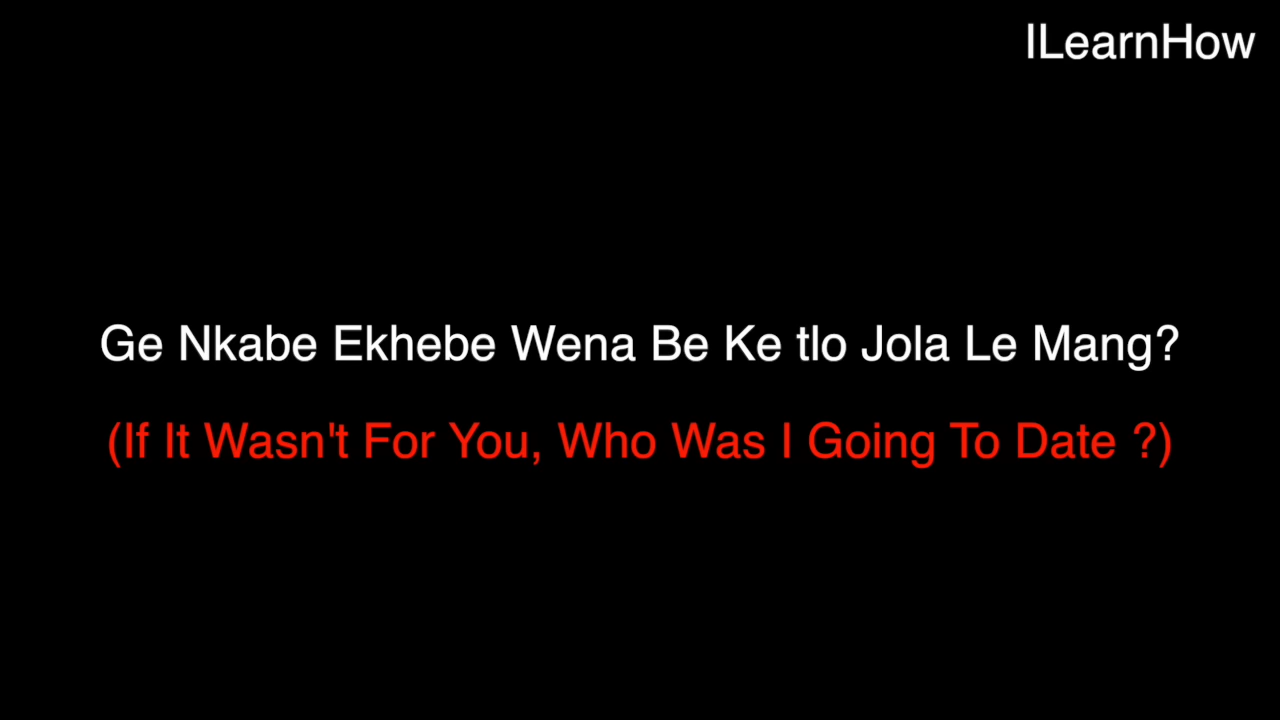 ILearnHow
Ge Nkabe Ekhebe Wena Be Ke tlo Jola Le Mang?
(If It Wasn't For You, Who Was I Going To Date ?)